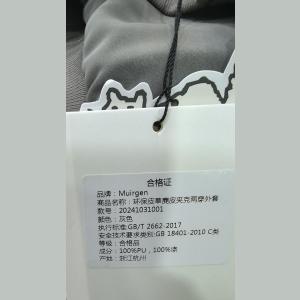 合格证
品牌：Muirgen
商品名称：环保皮草麂皮夹克两穿外套
款号：20241031001
颜色：灰色
执行标准:GB/T 2662-2017
安全技术要求类别:GB 18401-2010 C类
等级：合格品
成分：100%PU，100%涤
产地：浙江杭州